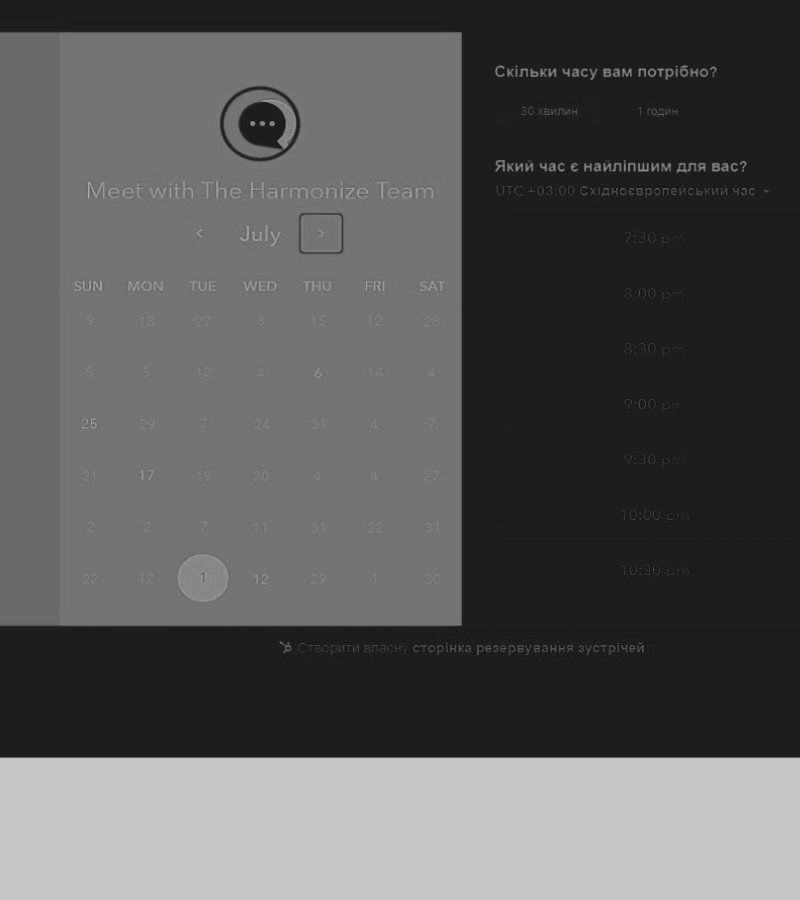 Meet with The Harmonize Team
July
SUN MON TUE WED THU FRI SAT
9 18 27 8 15 12 28
5 5 12 4 6 14 4
25 29 7 24 31 4 7
21 17 19 20 4 4 27
2 2 7 11 31 22 31
22 12 1 12 29 1 30
Скільки часу вам потрібно?
30 хвилин 1 годин
Який час є найліпшим для вас?
UTC +03:00 Східноєвропейський час
7:30 pm
8:00 pm
8:30 pm
9:00 pm
9:30 pm
10:00 pm
10:30 pm
Створити власну сторінка резервування зустрічей